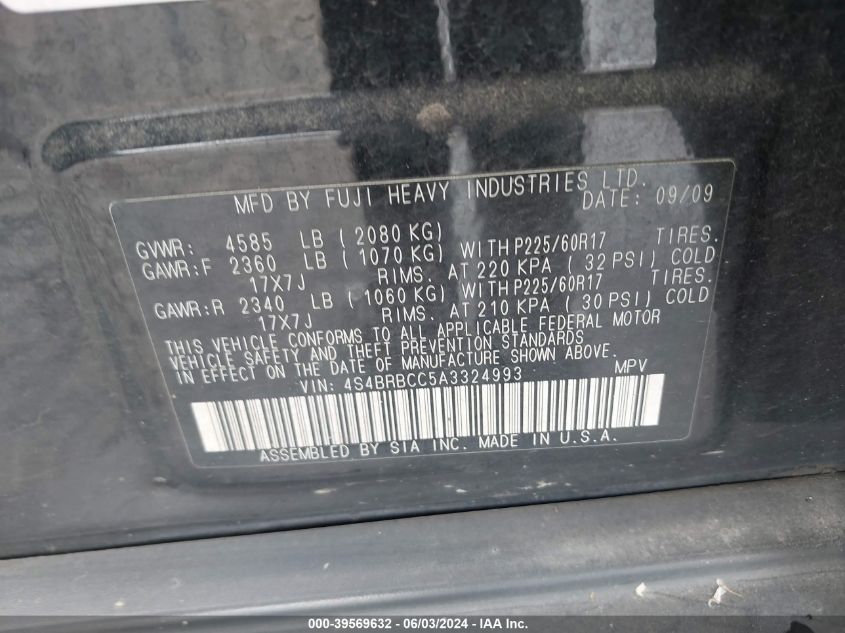 MFD BY FUJI HEAVY INDUSTRIES LTD.
DATE: 09/09
GVWR: 4585 LB ( 2080 KG)
GAWR:F 2360 LB ( 1070 KG) WITH P225/60R17 TIRES.
17X7J RIMS. AT 220 KPA ( 32 PSI) COLD
GAWR:R 2340 LB ( 1060 KG) WITH P225/60R17 TIRES.
17X7J RIMS. AT 210 KPA ( 30 PSI) COLD
THIS VEHICLE CONFORMS TO ALL APPLICABLE FEDERAL MOTOR
VEHICLE SAFETY AND THEFT PREVENTION STANDARDS
IN EFFECT ON THE DATE OF MANUFACTURE SHOWN ABOVE.
VIN: 4S4BRBCC5A3324993 MPV
ASSEMBLED BY SIA INC. MADE IN U.S.A.
000-39569632 - 06/03/2024 - IAA Inc.